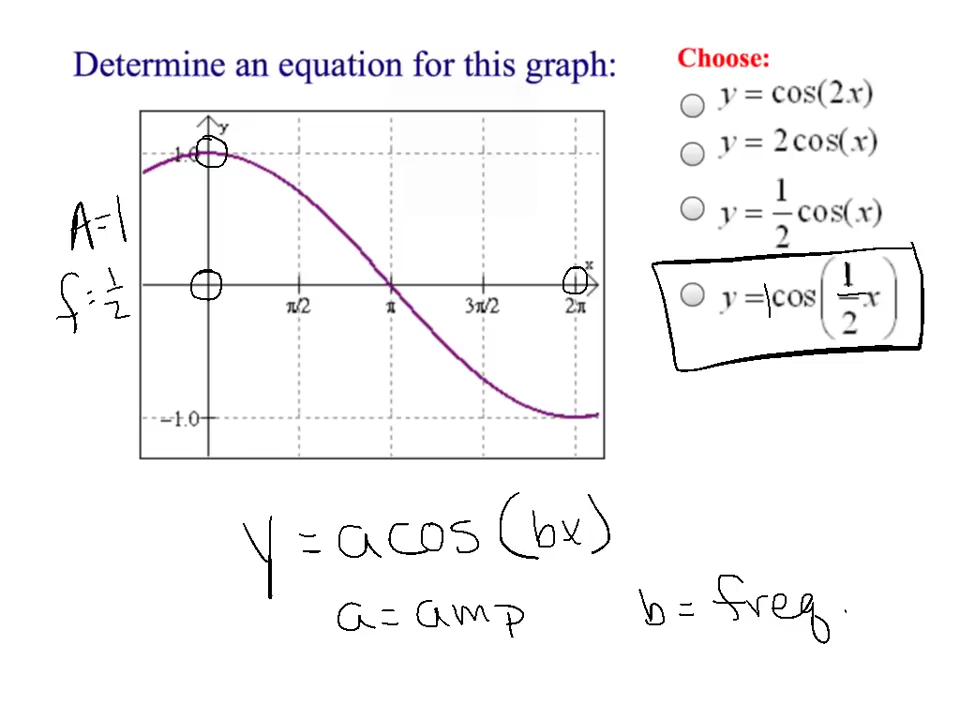 Determine an equation for this graph:
Choose:
y = cos(2x)
y = 2cos(x)
y = 1/2 cos(x)
y = 1cos(1/2 x)
y
1.0
x
π/2
π
3π/2
2π
-1.0
A=1
f=1/2
y = a cos (bx)
a = amp
b = freq.